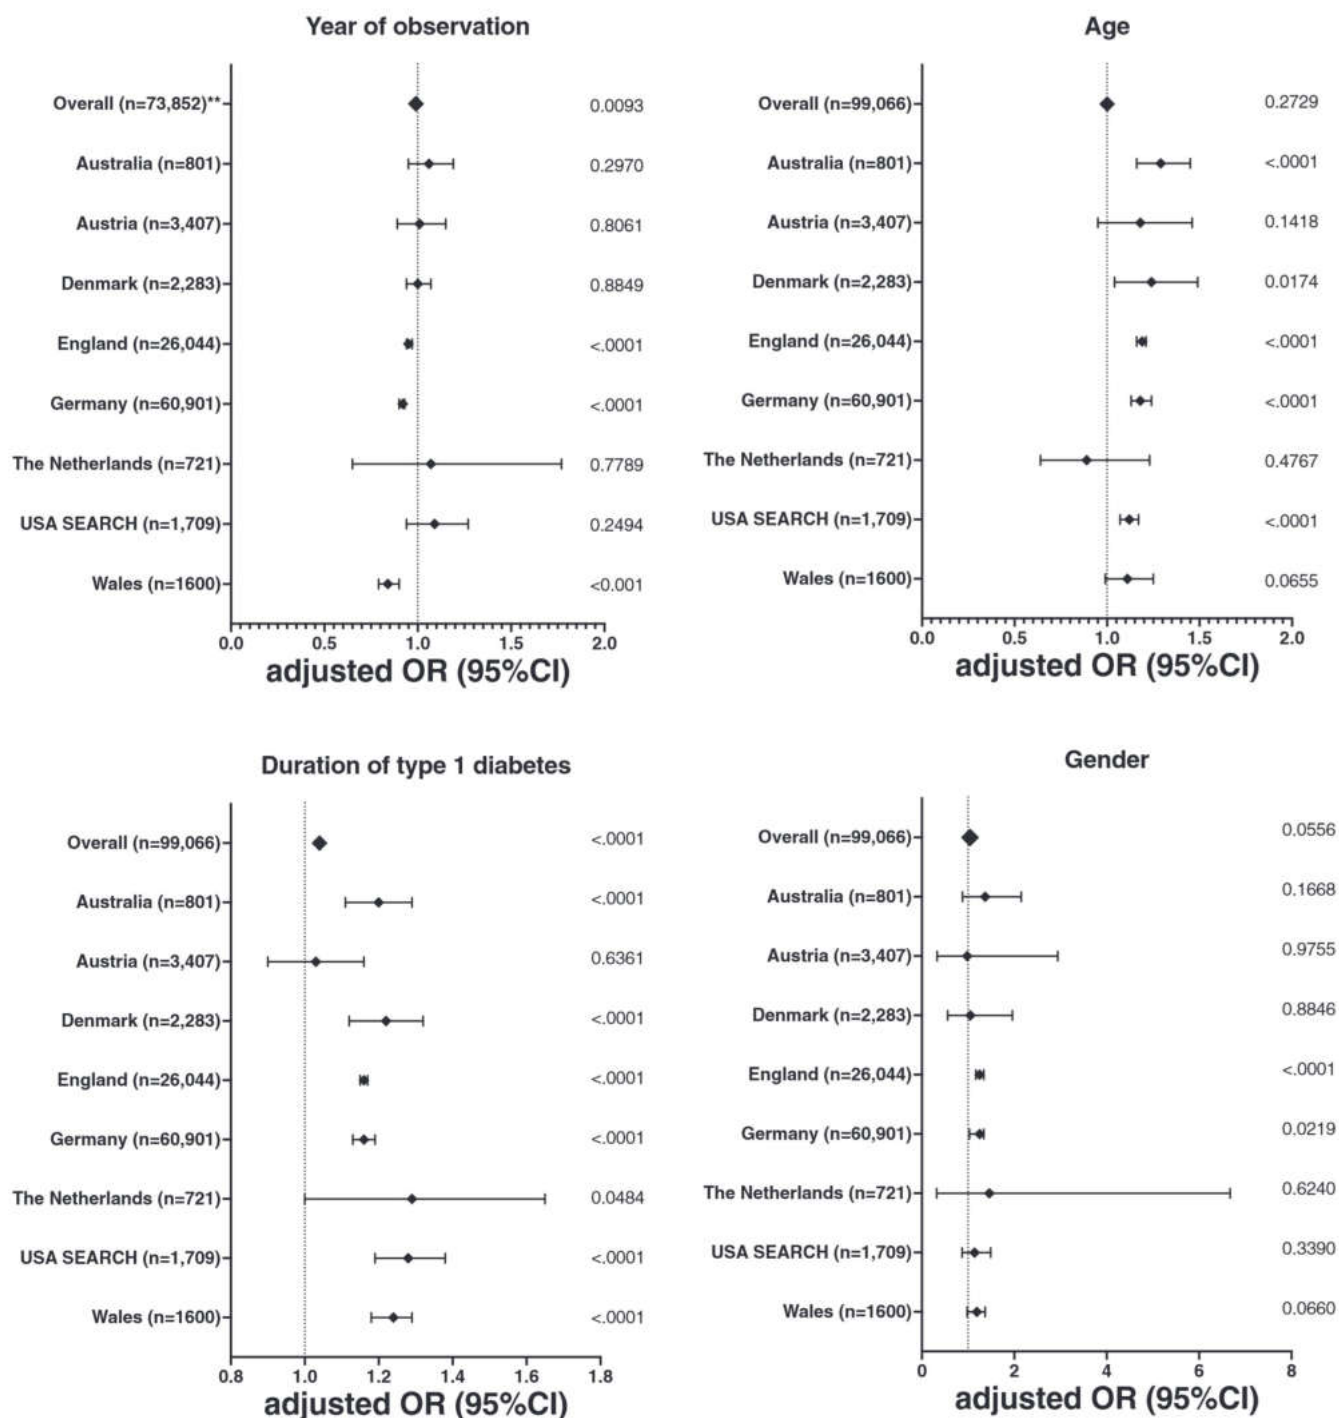 Year of observation
Overall (n=73,852)** 0.0093
Australia (n=801) 0.2970
Austria (n=3,407) 0.8061
Denmark (n=2,283) 0.8849
England (n=26,044) <.0001
Germany (n=60,901) <.0001
The Netherlands (n=721) 0.7789
USA SEARCH (n=1,709) 0.2494
Wales (n=1600) <0.001
0.0 0.5 1.0 1.5 2.0
adjusted OR (95%CI)
Age
Overall (n=99,066) 0.2729
Australia (n=801) <.0001
Austria (n=3,407) 0.1418
Denmark (n=2,283) 0.0174
England (n=26,044) <.0001
Germany (n=60,901) <.0001
The Netherlands (n=721) 0.4767
USA SEARCH (n=1,709) <.0001
Wales (n=1600) 0.0655
0.0 0.5 1.0 1.5 2.0
adjusted OR (95%CI)
Duration of type 1 diabetes
Overall (n=99,066) <.0001
Australia (n=801) <.0001
Austria (n=3,407) 0.6361
Denmark (n=2,283) <.0001
England (n=26,044) <.0001
Germany (n=60,901) <.0001
The Netherlands (n=721) 0.0484
USA SEARCH (n=1,709) <.0001
Wales (n=1600) <.0001
0.8 1.0 1.2 1.4 1.6 1.8
adjusted OR (95%CI)
Gender
Overall (n=99,066) 0.0556
Australia (n=801) 0.1668
Austria (n=3,407) 0.9755
Denmark (n=2,283) 0.8846
England (n=26,044) <.0001
Germany (n=60,901) 0.0219
The Netherlands (n=721) 0.6240
USA SEARCH (n=1,709) 0.3390
Wales (n=1600) 0.0660
0 2 4 6 8
adjusted OR (95%CI)